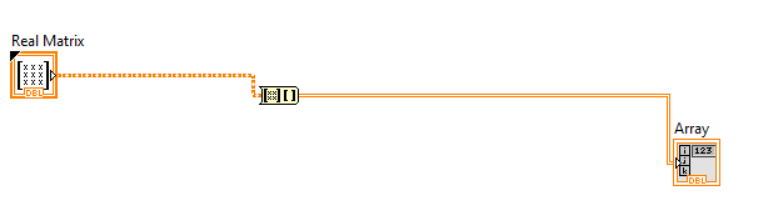 Real Matrix
DBL
Array
i
123
j
k
DBL